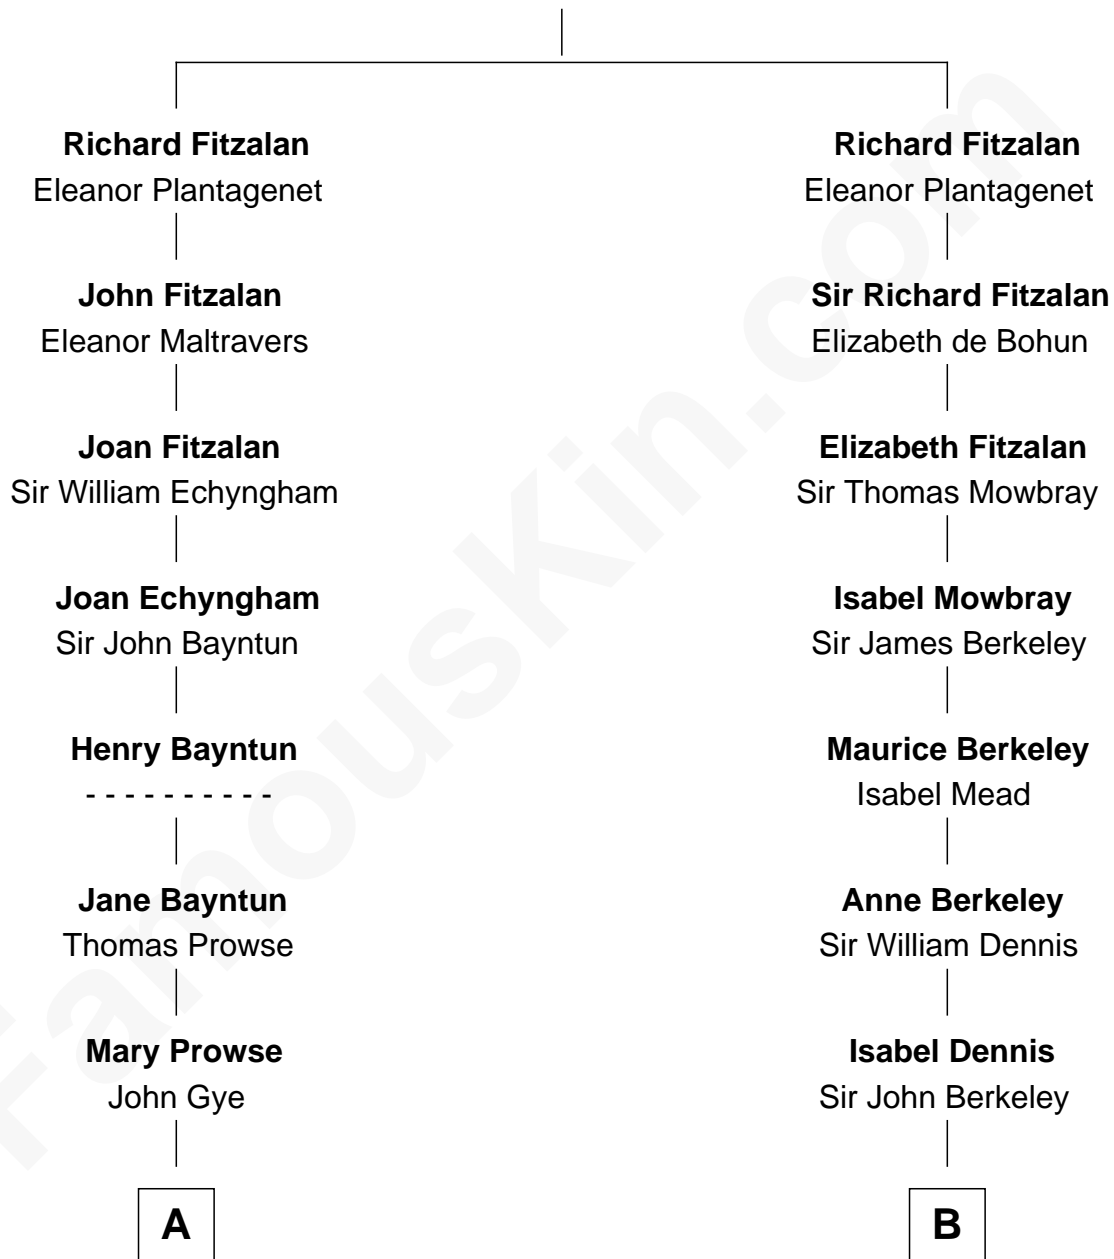 Richard Fitzalan
Eleanor Plantagenet
John Fitzalan
Eleanor Maltravers
Joan Fitzalan
Sir William Echyngham
Joan Echyngham
Sir John Bayntun
Henry Bayntun
- - - - - - - - - -
Jane Bayntun
Thomas Prowse
Mary Prowse
John Gye
A
Richard Fitzalan
Eleanor Plantagenet
Sir Richard Fitzalan
Elizabeth de Bohun
Elizabeth Fitzalan
Sir Thomas Mowbray
Isabel Mowbray
Sir James Berkeley
Maurice Berkeley
Isabel Mead
Anne Berkeley
Sir William Dennis
Isabel Dennis
Sir John Berkeley
B
FamousKin.com